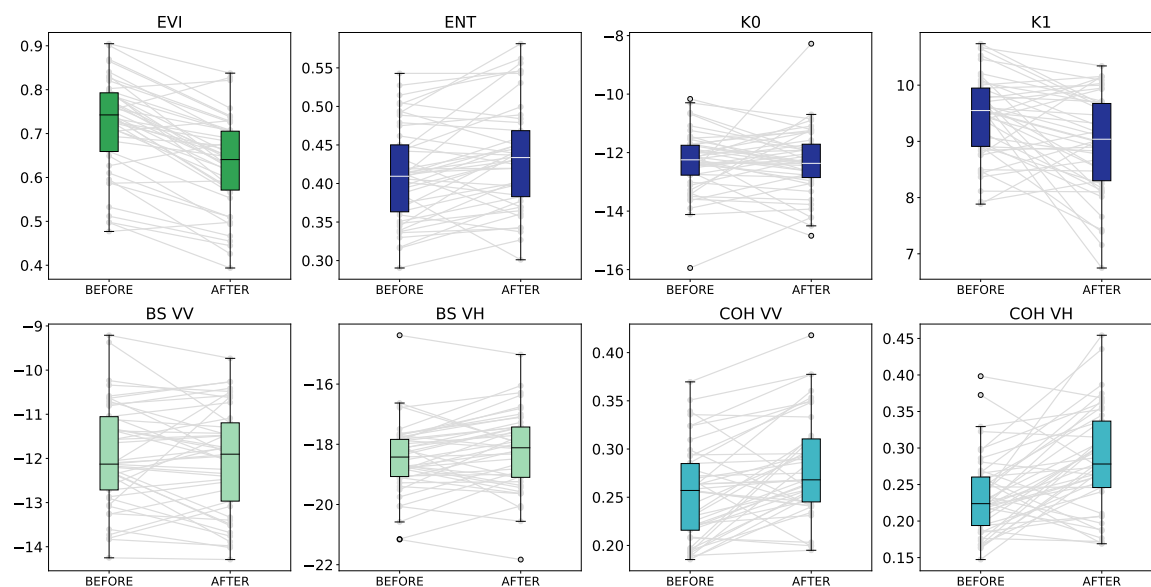 EVI
0.9
0.8
0.7
0.6
0.5
0.4
BEFORE AFTER
ENT
0.55
0.50
0.45
0.40
0.35
0.30
BEFORE AFTER
K0
−8
−10
−12
−14
−16
BEFORE AFTER
K1
10
9
8
7
BEFORE AFTER
BS VV
−9
−10
−11
−12
−13
−14
BEFORE AFTER
BS VH
−16
−18
−20
−22
BEFORE AFTER
COH VV
0.40
0.35
0.30
0.25
0.20
BEFORE AFTER
COH VH
0.45
0.40
0.35
0.30
0.25
0.20
0.15
BEFORE AFTER